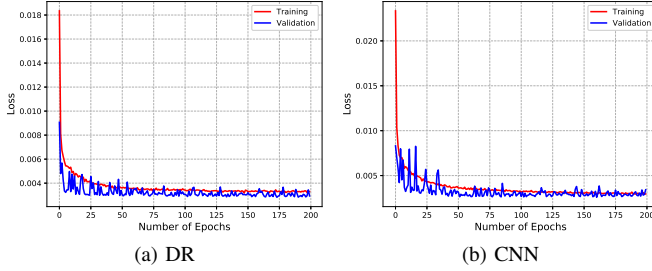 Training
Validation
0.018
0.016
0.014
0.012
0.010
0.008
0.006
0.004
Loss
0 25 50 75 100 125 150 175 200
Number of Epochs
(a) DR
Training
Validation
0.020
0.015
0.010
0.005
Loss
0 25 50 75 100 125 150 175 200
Number of Epochs
(b) CNN